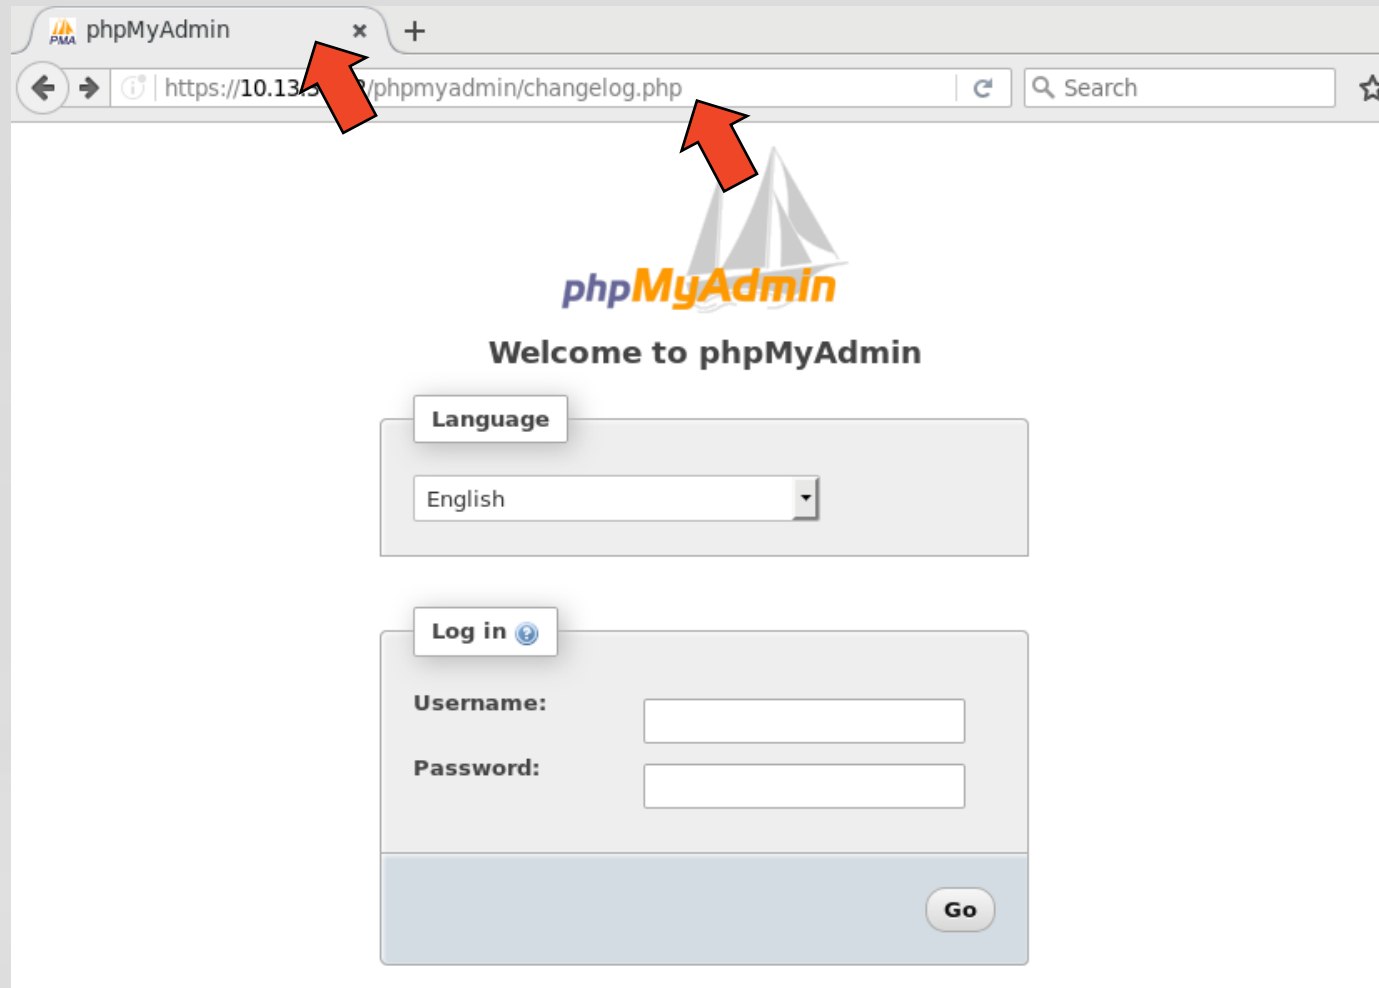 PMA phpMyAdmin
https://10.13. /phpmyadmin/changelog.php
Search
phpMyAdmin
Welcome to phpMyAdmin
Language
English
Log in
Username:
Password:
Go